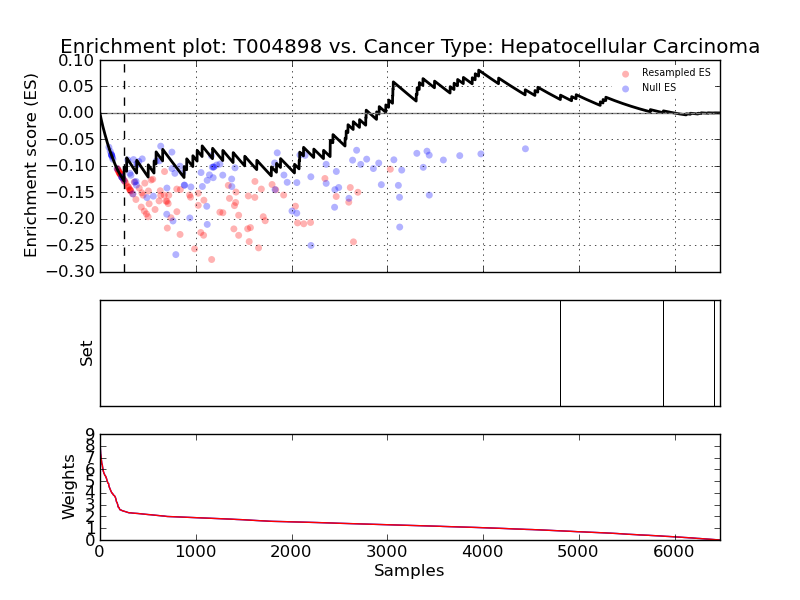 Enrichment plot: T004898 vs. Cancer Type: Hepatocellular Carcinoma
Enrichment score (ES)
0.10
0.05
0.00
−0.05
−0.10
−0.15
−0.20
−0.25
−0.30
Resampled ES
Null ES
Set
Weights
9
8
7
6
5
4
3
2
1
0
0 1000 2000 3000 4000 5000 6000
Samples